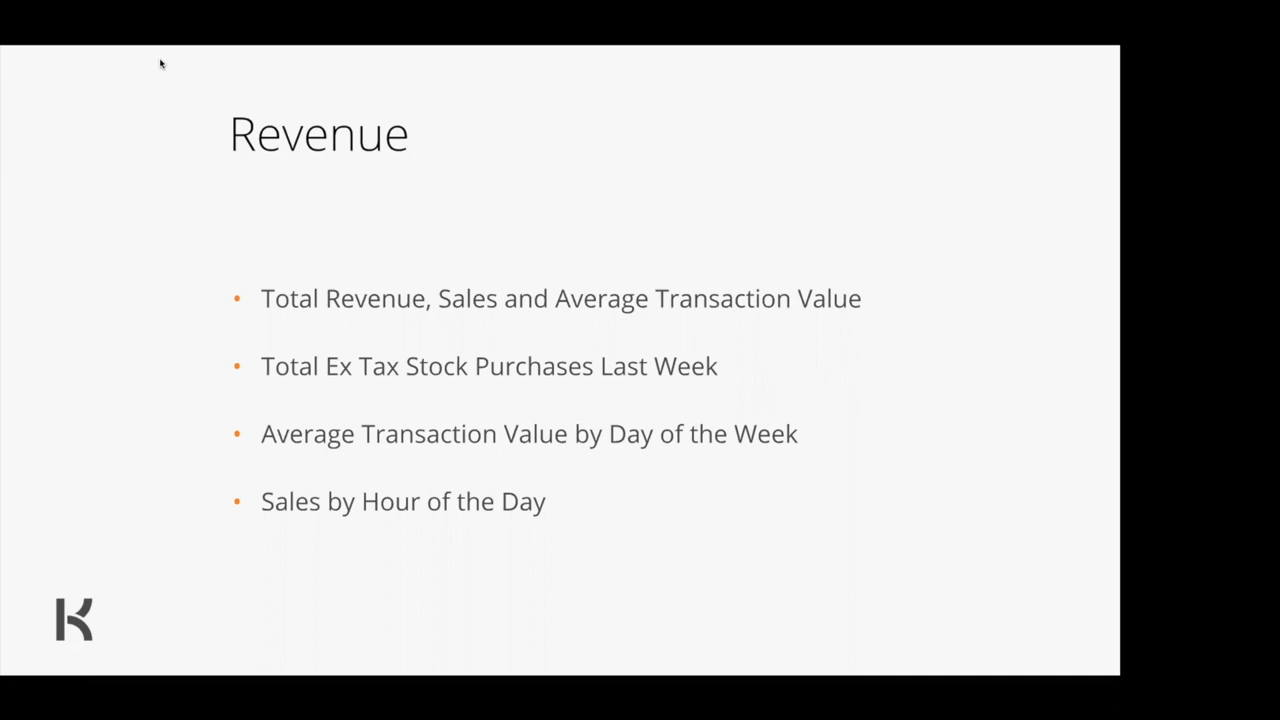 Revenue
• Total Revenue, Sales and Average Transaction Value
• Total Ex Tax Stock Purchases Last Week
• Average Transaction Value by Day of the Week
• Sales by Hour of the Day
K